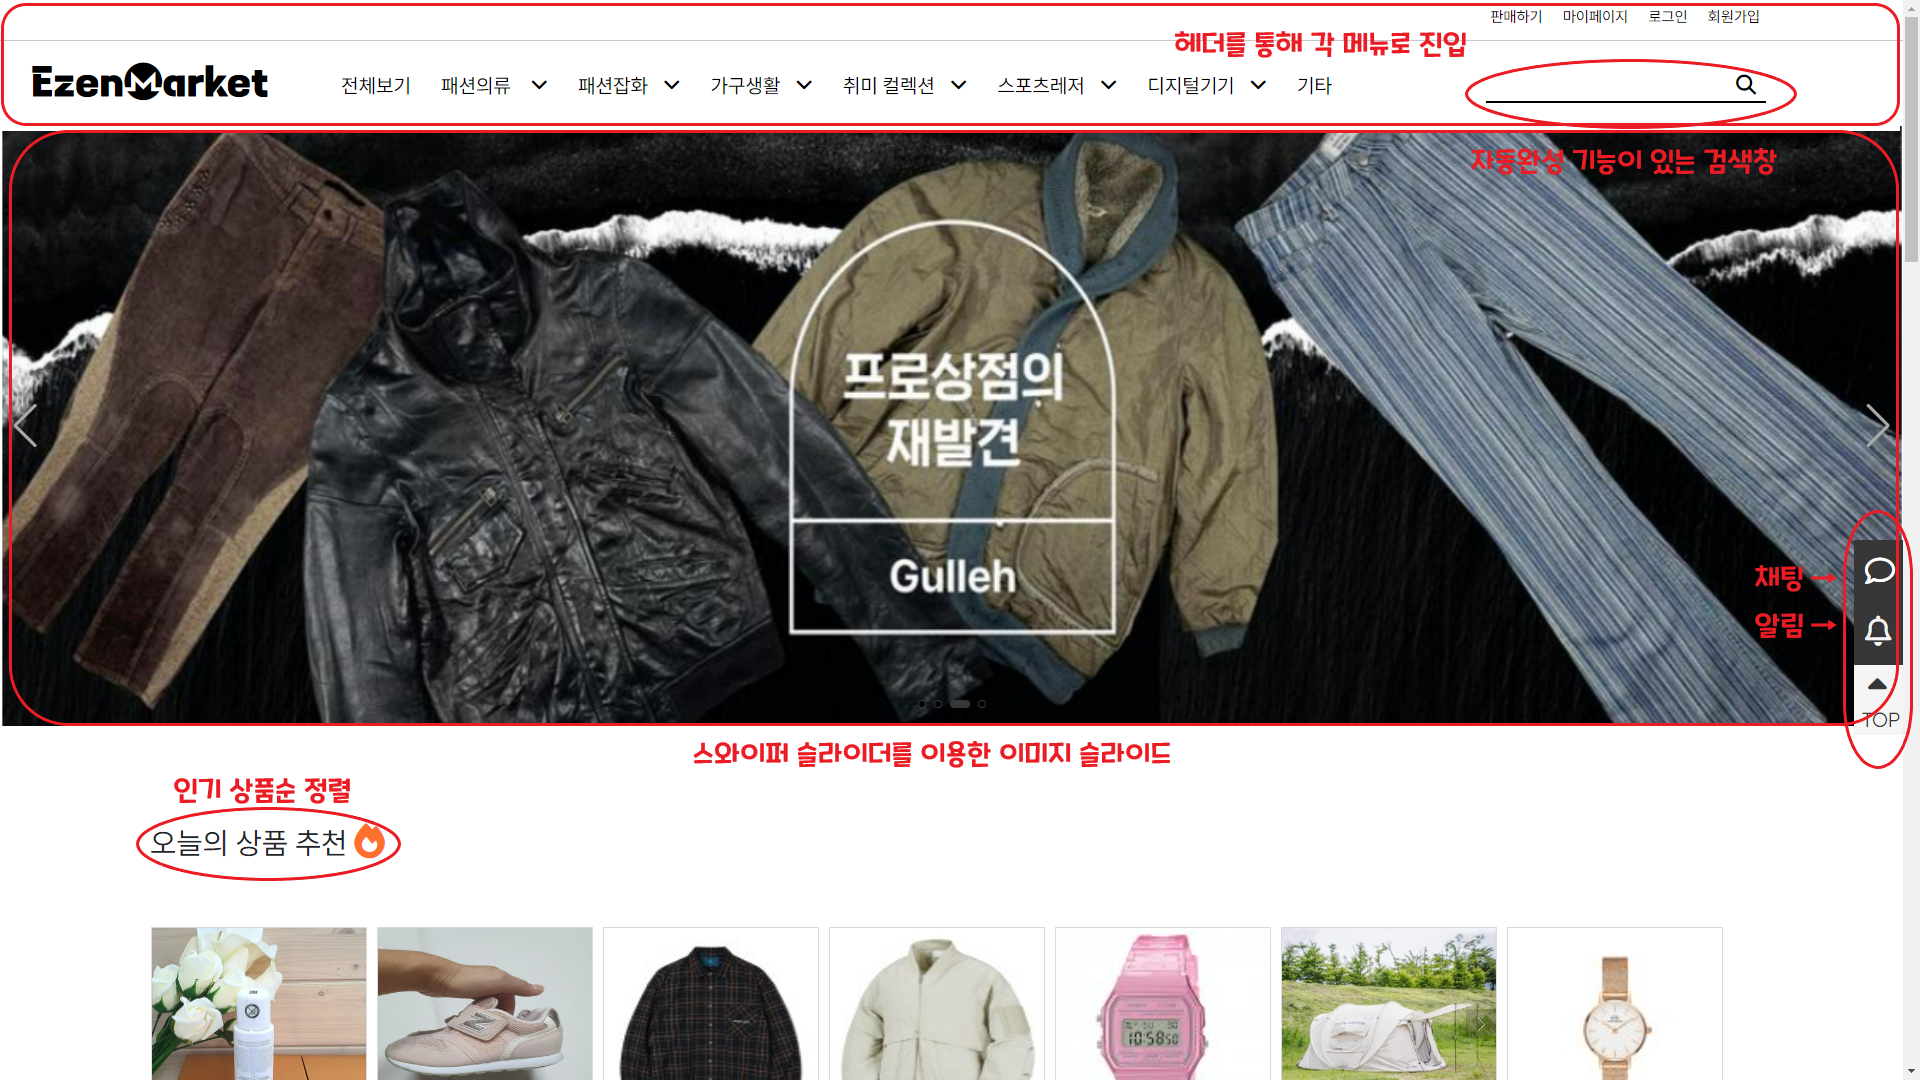 판매하기 마이페이지 로그인 회원가입
헤더를 통해 각 메뉴로 진입
EzenMarket 전체보기 패션의류 패션잡화 가구생활 취미 컬렉션 스포츠레저 디지털기기 기타
자동완성 기능이 있는 검색창
프로상점의
재발견
Gulleh
채팅 →
알림 →
TOP
스와이퍼 슬라이더를 이용한 이미지 슬라이드
인기 상품순 정렬
오늘의 상품 추천
10:58 50